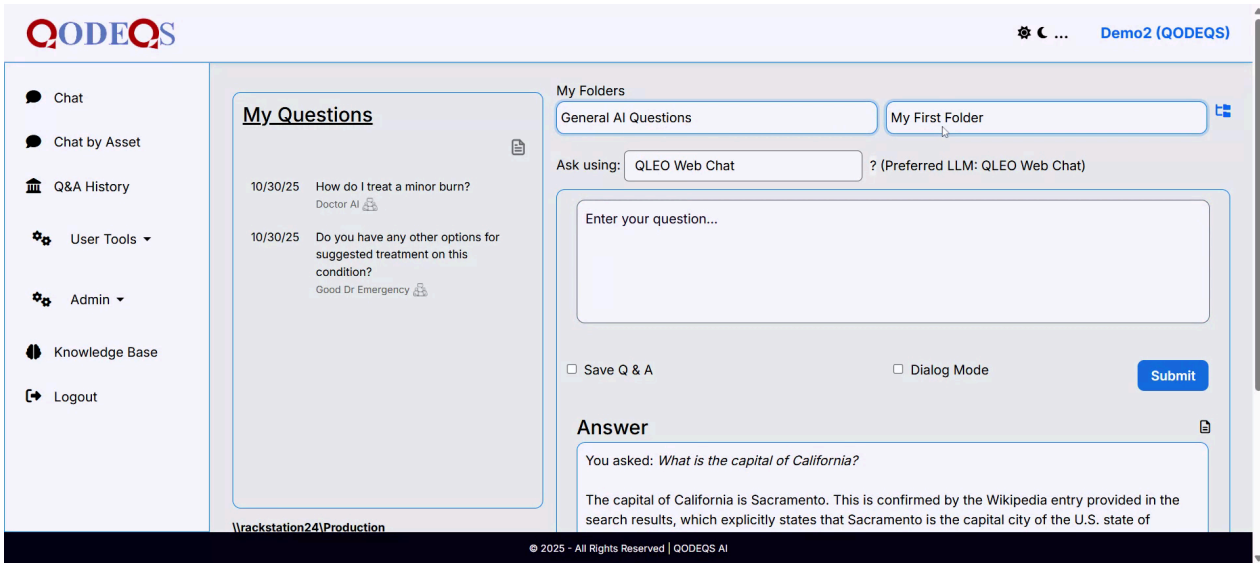 QODEQS
... Demo2 (QODEQS)
Chat
Chat by Asset
Q&A History
User Tools
Admin
Knowledge Base
Logout
My Questions
10/30/25 How do I treat a minor burn?
Doctor AI
10/30/25 Do you have any other options for
suggested treatment on this
condition?
Good Dr Emergency
\\rackstation24\Production
My Folders
General AI Questions
My First Folder
Ask using: QLEO Web Chat ? (Preferred LLM: QLEO Web Chat)
Enter your question...
Save Q & A
Dialog Mode
Submit
Answer
You asked: What is the capital of California?
The capital of California is Sacramento. This is confirmed by the Wikipedia entry provided in the
search results, which explicitly states that Sacramento is the capital city of the U.S. state of
© 2025 - All Rights Reserved | QODEQS AI